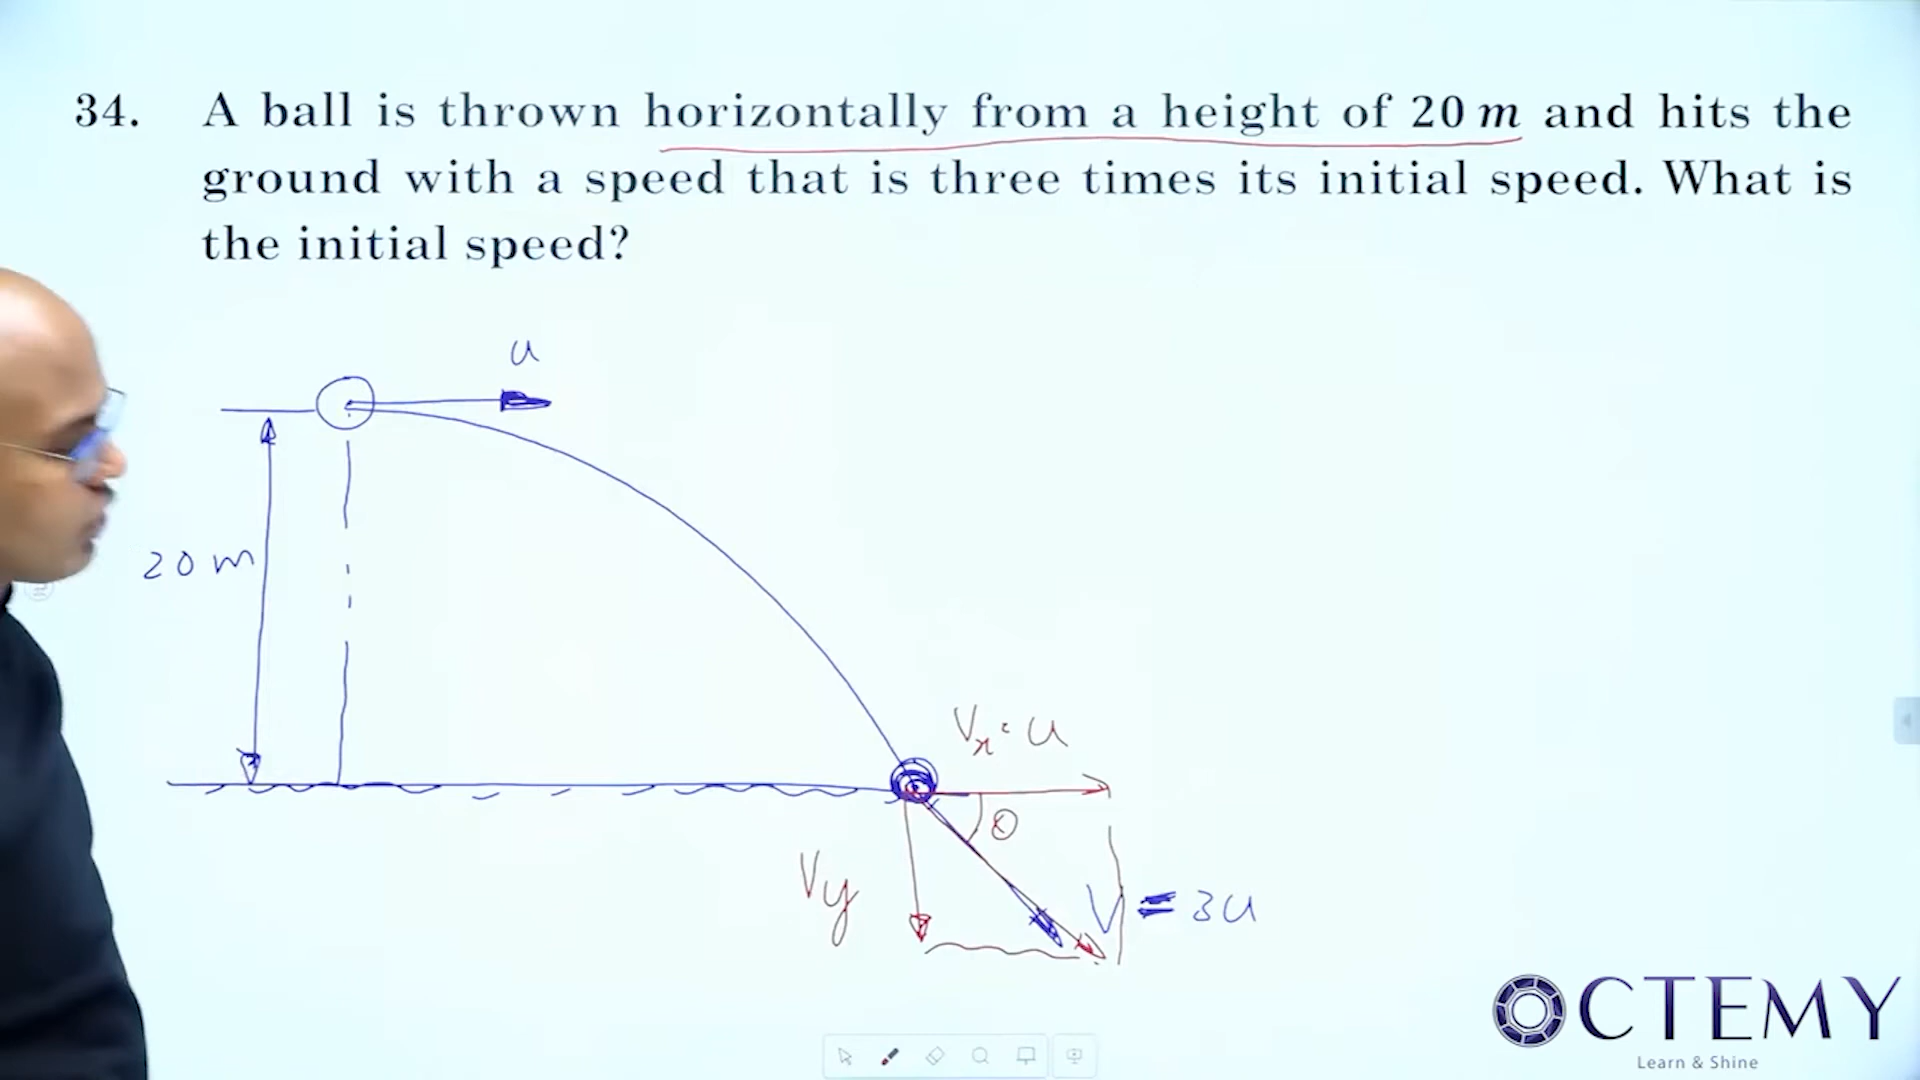 34. A ball is thrown horizontally from a height of 20 m and hits the
ground with a speed that is three times its initial speed. What is
the initial speed?
u
20 m
Vx = u
θ
Vy
V = 3u
OCTEMY
Learn & Shine